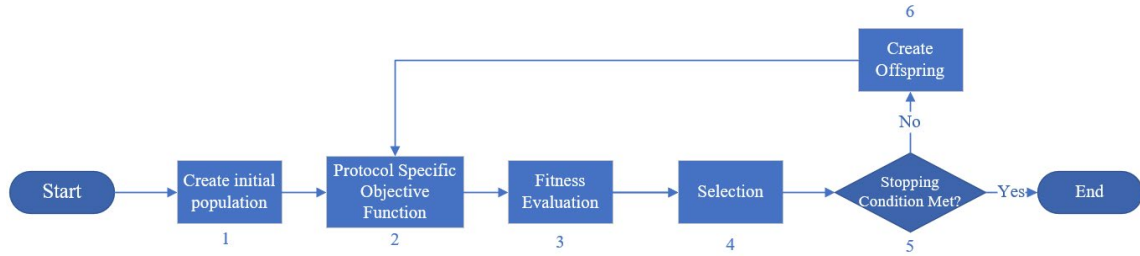 6
Create
Offspring
No
Start
Create initial
population
1
Protocol Specific
Objective
Function
2
Fitness
Evaluation
3
Selection
4
Stopping
Condition Met?
5
Yes
End